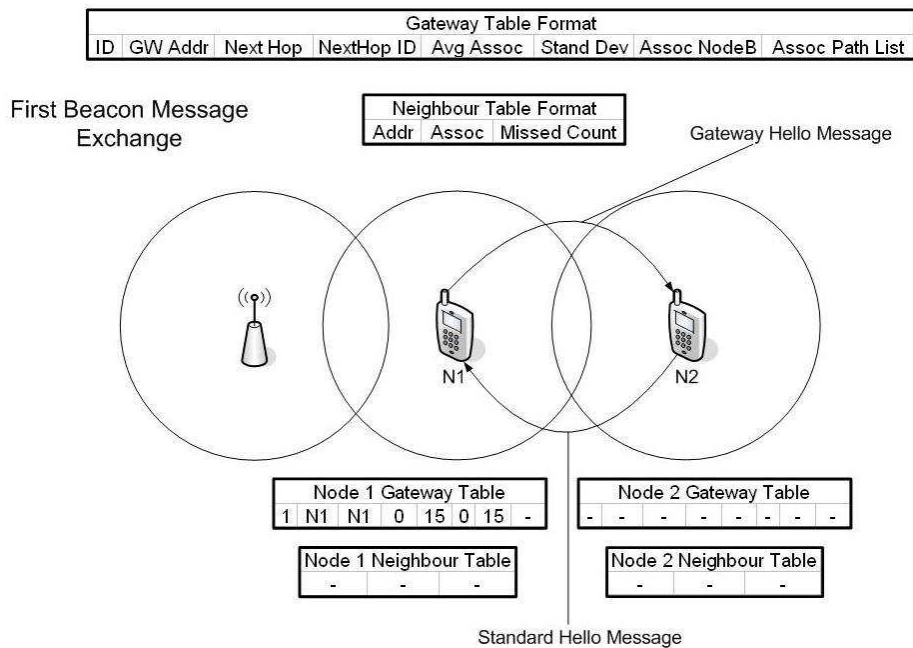 Gateway Table Format
ID GW Addr Next Hop NextHop ID Avg Assoc Stand Dev Assoc NodeB Assoc Path List
First Beacon Message
Exchange
Neighbour Table Format
Addr Assoc Missed Count
Gateway Hello Message
N1
N2
Node 1 Gateway Table
1 N1 N1 0 15 0 15 -
Node 2 Gateway Table
- - - - - - - -
Node 1 Neighbour Table
- - -
Node 2 Neighbour Table
- - -
Standard Hello Message